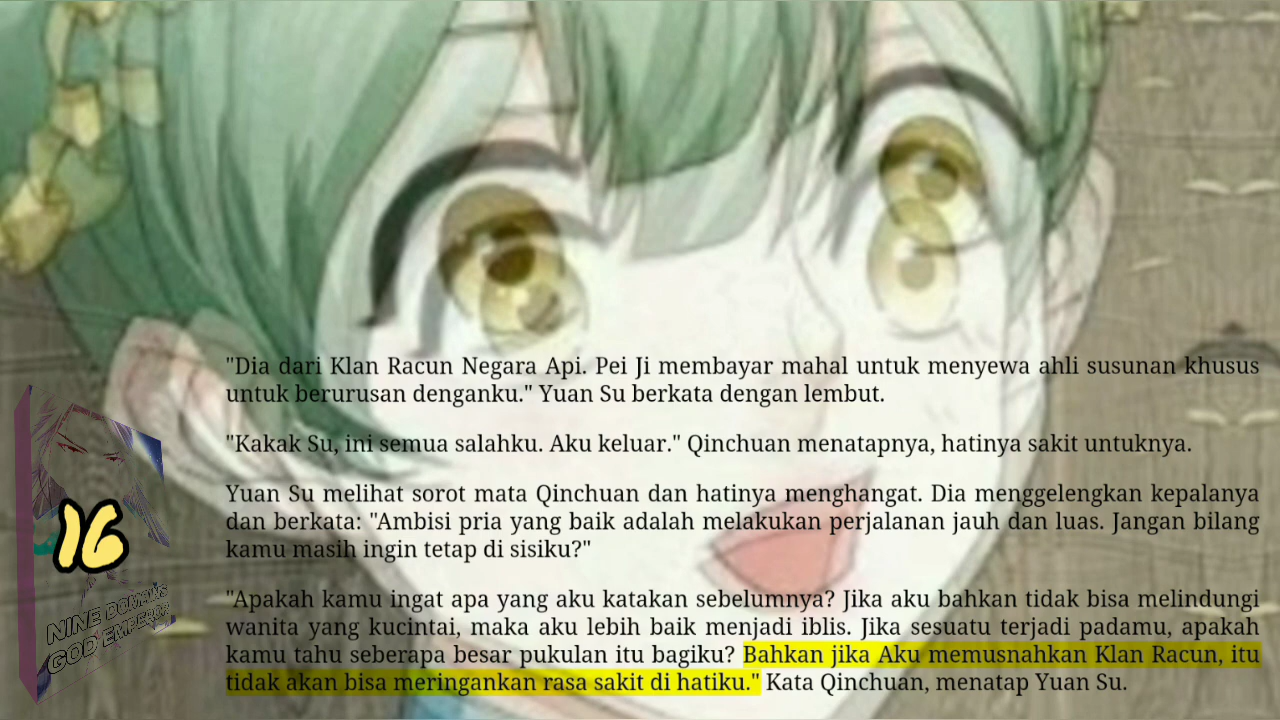 "Dia dari Klan Racun Negara Api. Pei Ji membayar mahal untuk menyewa ahli susunan khusus
untuk berurusan denganku." Yuan Su berkata dengan lembut.
"Kakak Su, ini semua salahku. Aku keluar." Qinchuan menatapnya, hatinya sakit untuknya.
Yuan Su melihat sorot mata Qinchuan dan hatinya menghangat. Dia menggelengkan kepalanya
dan berkata: "Ambisi pria yang baik adalah melakukan perjalanan jauh dan luas. Jangan bilang
kamu masih ingin tetap di sisiku?"
"Apakah kamu ingat apa yang aku katakan sebelumnya? Jika aku bahkan tidak bisa melindungi
wanita yang kucintai, maka aku lebih baik menjadi iblis. Jika sesuatu terjadi padamu, apakah
kamu tahu seberapa besar pukulan itu bagiku? Bahkan jika Aku memusnahkan Klan Racun, itu
tidak akan bisa meringankan rasa sakit di hatiku." Kata Qinchuan, menatap Yuan Su.
16
NINE DOMAINS
GOD EMPEROR